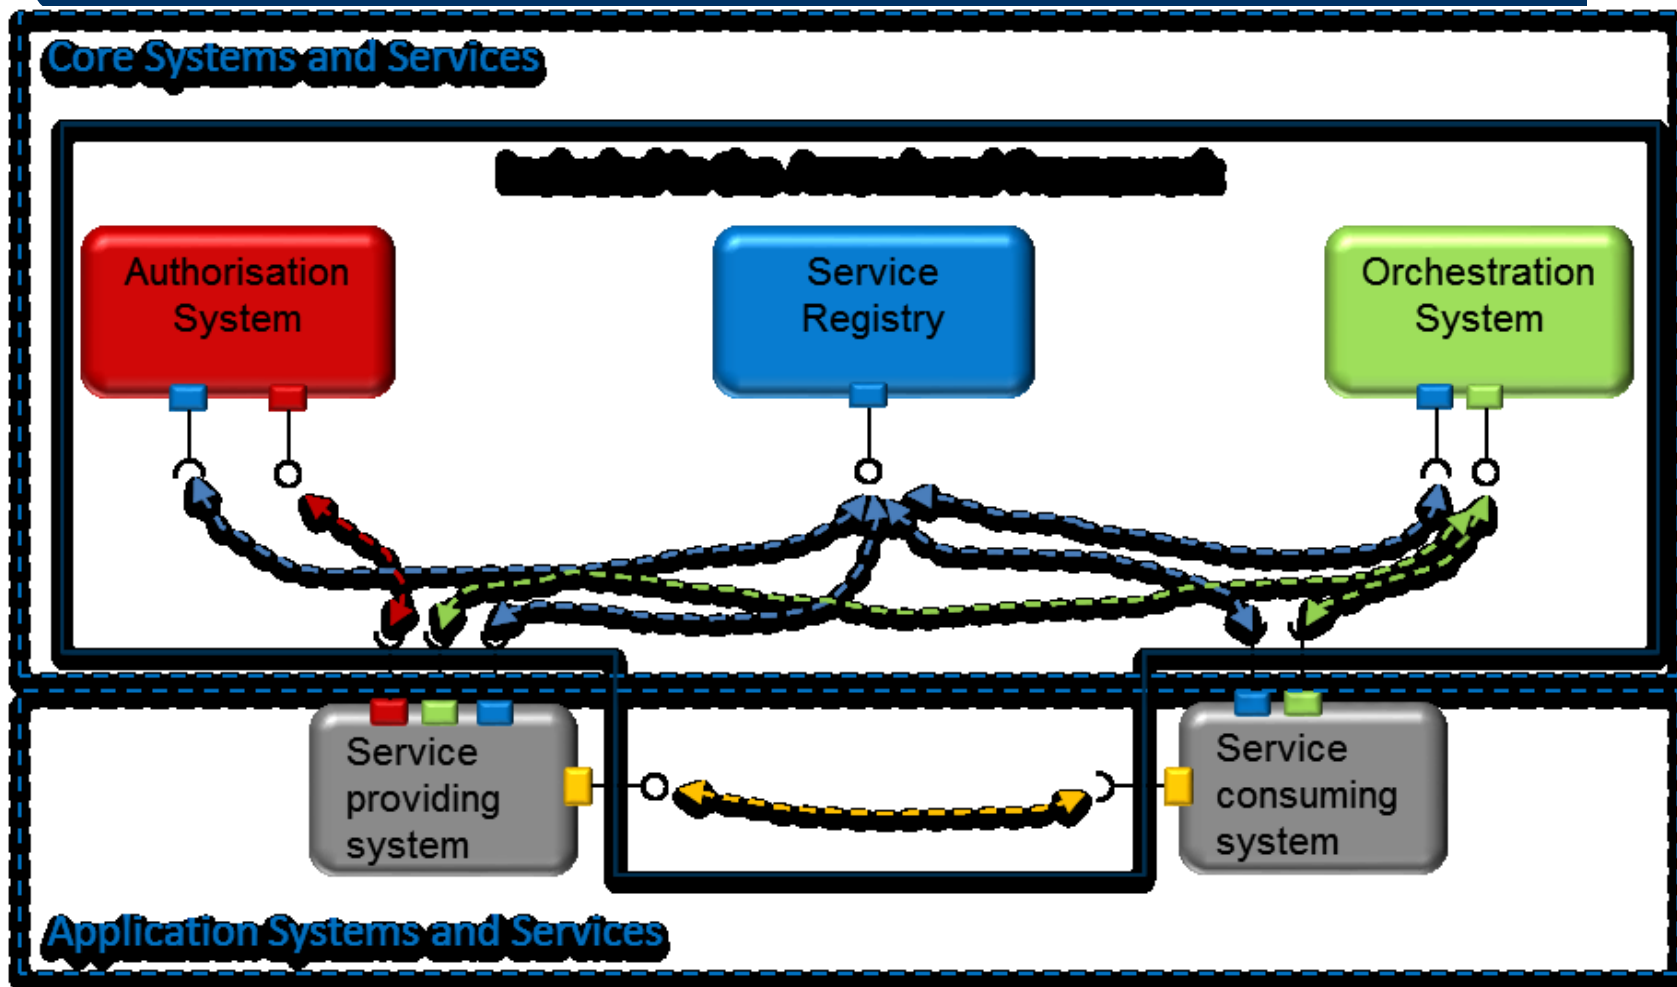 Core Systems and Services
Authorisation
System
Service
Registry
Orchestration
System
Service
providing
system
Service
consuming
system
Application Systems and Services